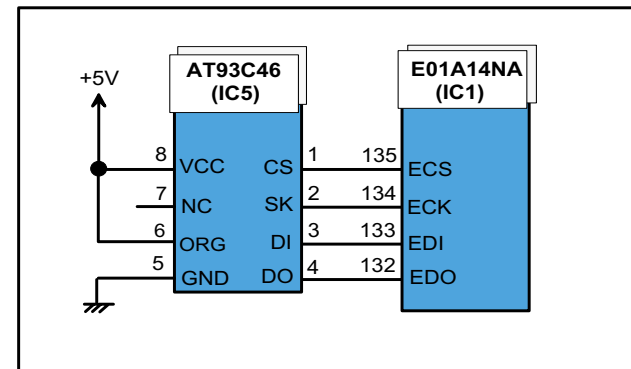 +5V
AT93C46
(IC5)
E01A14NA
(IC1)
8 VCC CS 1 135 ECS
7 NC SK 2 134 ECK
6 ORG DI 3 133 EDI
5 GND DO 4 132 EDO